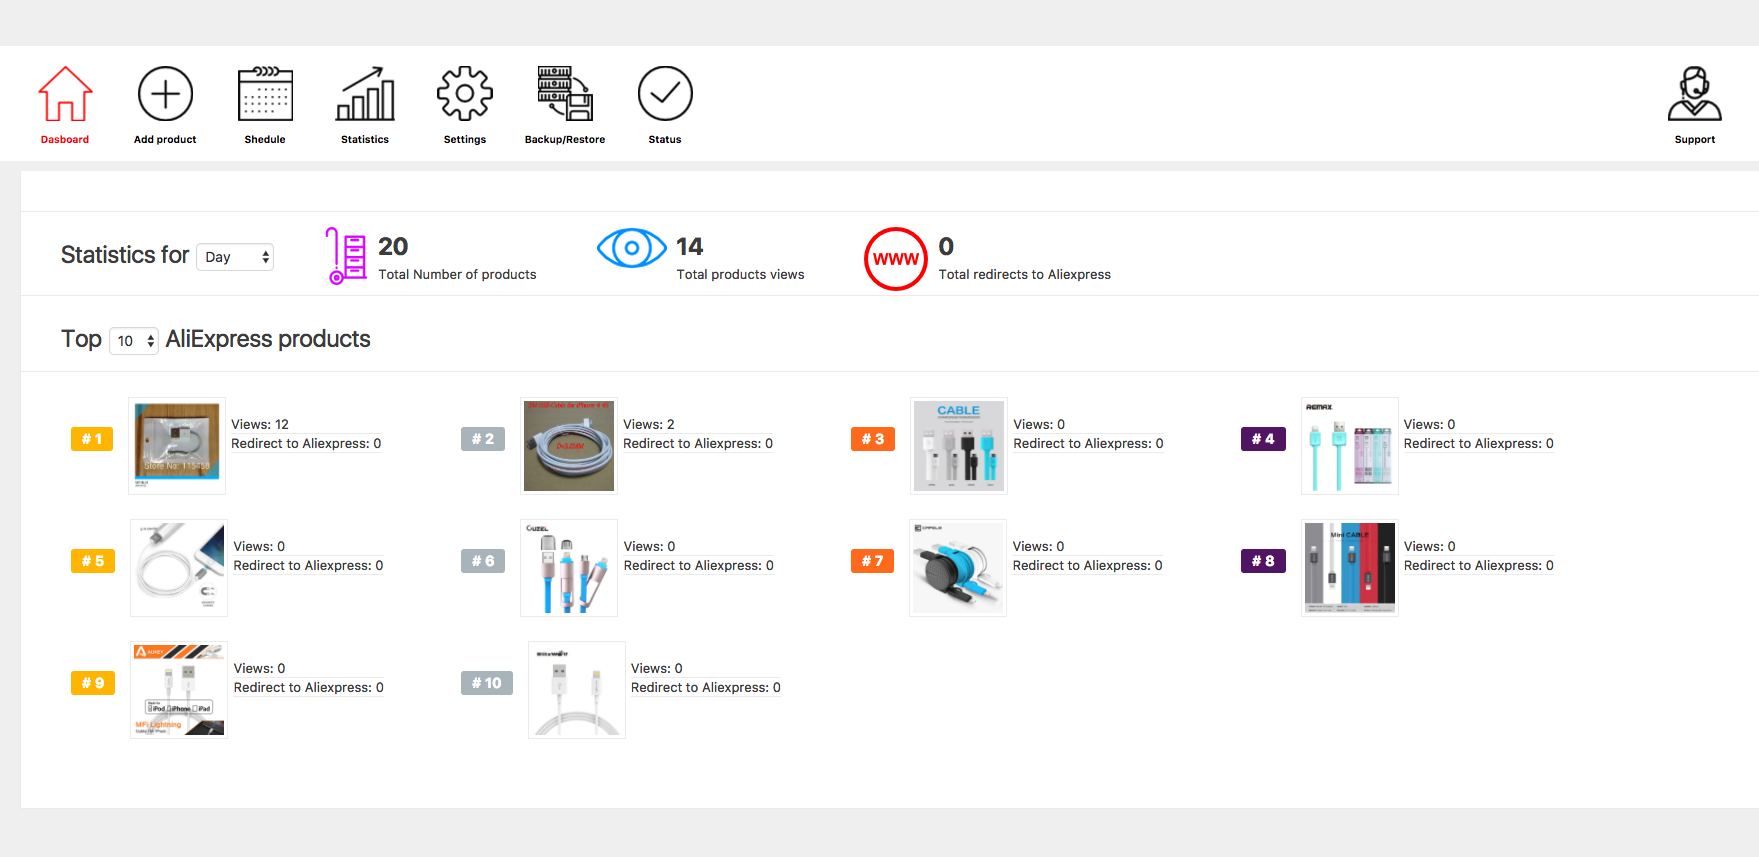 Dasboard
Add product
Shedule
Statistics
Settings
Backup/Restore
Status
Support
Statistics for Day
20
Total Number of products
14
Total products views
WWW
0
Total redirects to Aliexpress
Top 10 AliExpress products
# 1
Store No: 115456
Views: 12
Redirect to Aliexpress: 0
# 2
Views: 2
Redirect to Aliexpress: 0
# 3
CABLE
Views: 0
Redirect to Aliexpress: 0
# 4
REMAX
Views: 0
Redirect to Aliexpress: 0
# 5
Views: 0
Redirect to Aliexpress: 0
# 6
Views: 0
Redirect to Aliexpress: 0
# 7
Views: 0
Redirect to Aliexpress: 0
# 8
Mini CABLE
Views: 0
Redirect to Aliexpress: 0
# 9
AUKEY
iPod iPhone iPad
MFi Lightning
Views: 0
Redirect to Aliexpress: 0
# 10
BlitzWolf
Views: 0
Redirect to Aliexpress: 0